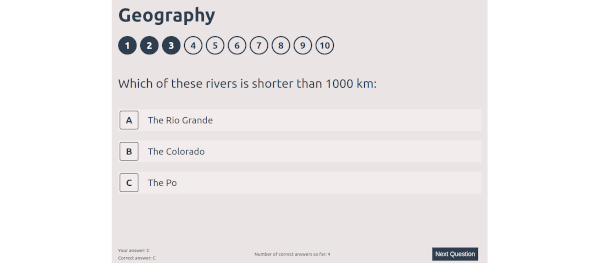 Geography
1 2 3 4 5 6 7 8 9 10
Which of these rivers is shorter than 1000 km:
A The Rio Grande
B The Colorado
C The Po
Your answer: C
Correct answer: C
Number of correct answers so far: 4
Next Question